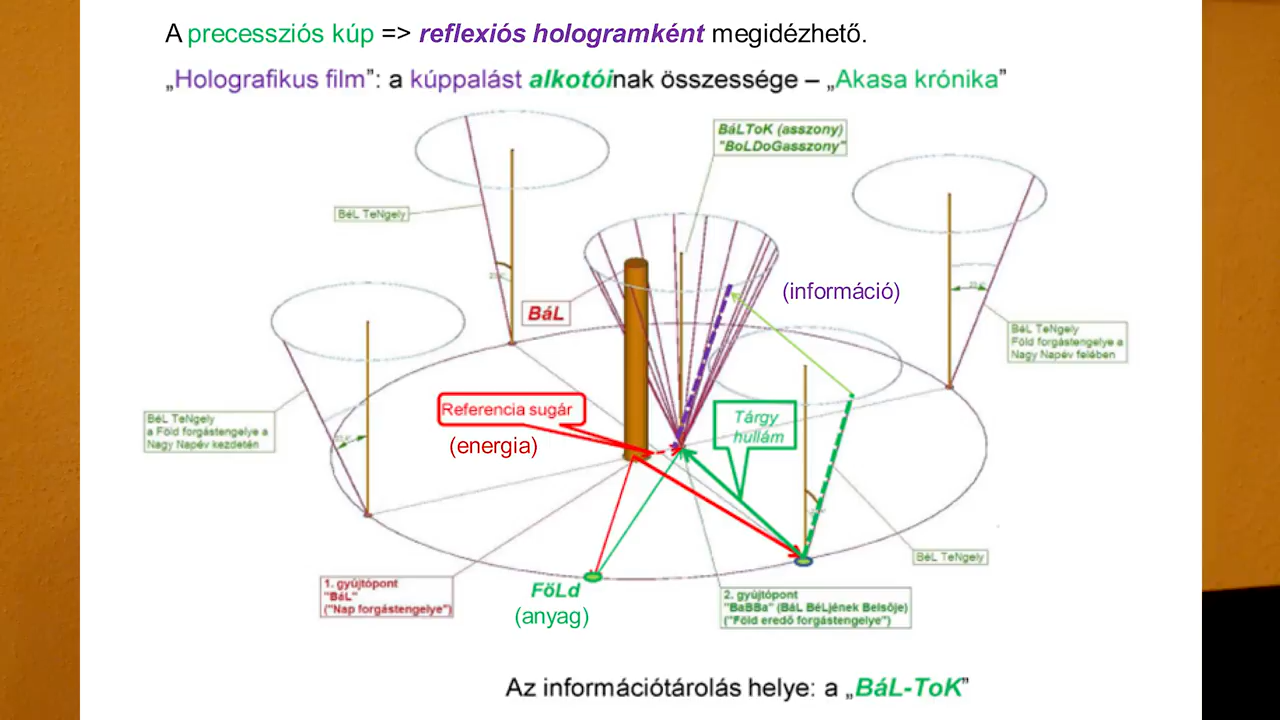 A precessziós kúp => reflexiós hologramként megidézhető.
„Holografikus film”: a kúppalást alkotóinak összessége – „Akasa krónika”
BáLToK (asszony)
"BoLDoGasszony"
BéL TeNgely
(információ)
BáL
BéL TeNgely
Föld forgástengelye a
Nagy Napév felében
Referencia sugár
(energia)
Tárgy
hullám
BéL TeNgely
a Föld forgástengelye a
Nagy Napév kezdetén
BéL TeNgely
1. gyújtópont
"BáL"
("Nap forgástengelye")
FöLd
(anyag)
2. gyújtópont
"BaBBa" (BáL BéLjének Belsője)
("Föld eredő forgástengelye")
Az információtárolás helye: a „BáL-ToK”